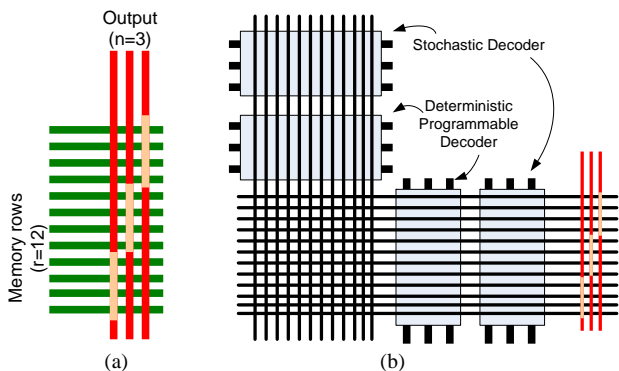 Output
(n=3)
Memory rows
(r=12)
(a)
Stochastic Decoder
Deterministic
Programmable
Decoder
(b)